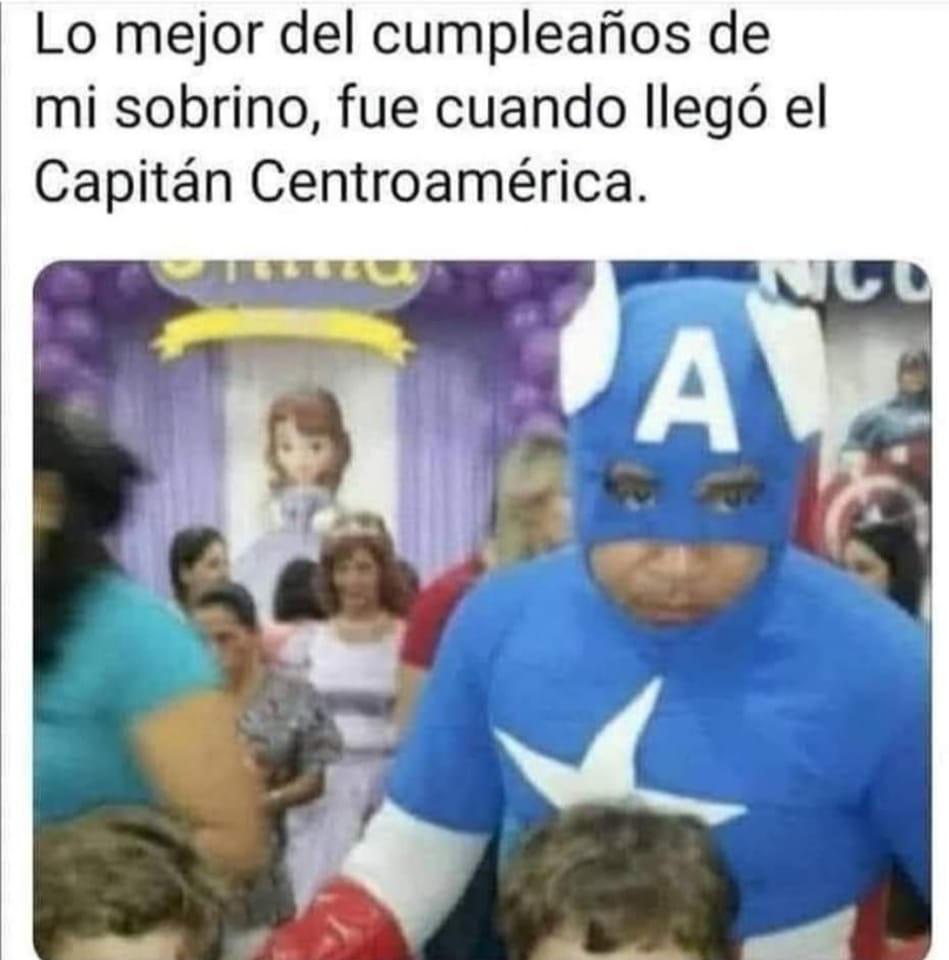 Lo mejor del cumpleaños de
mi sobrino, fue cuando llegó el
Capitán Centroamérica.
A